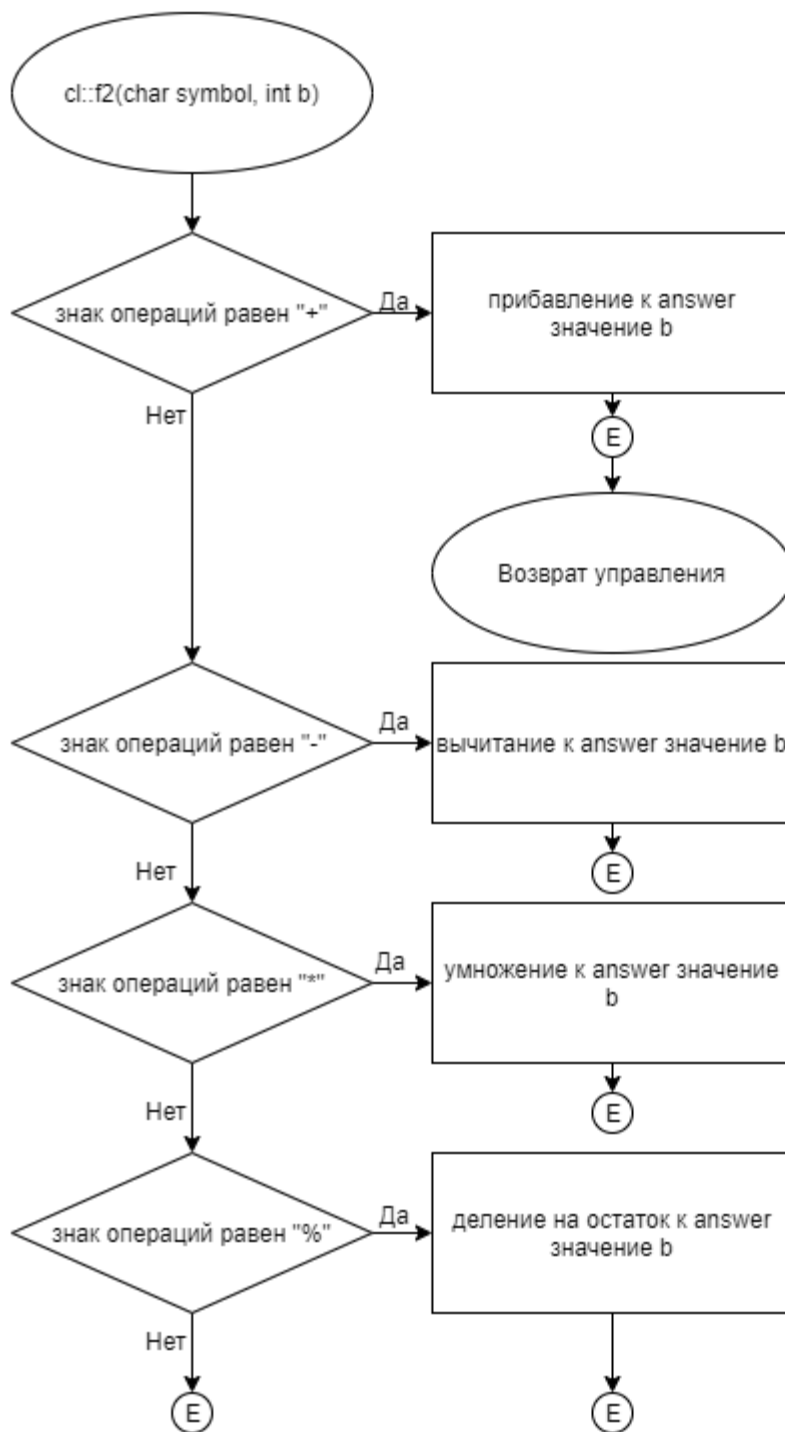 cl::f2(char symbol, int b)
знак операций равен "+"
Да
прибавление к answer
значение b
Нет
E
Возврат управления
знак операций равен "-"
Да
вычитание к answer значение b
Нет
E
знак операций равен "*"
Да
умножение к answer значение
b
Нет
E
знак операций равен "%"
Да
деление на остаток к answer
значение b
Нет
E
E